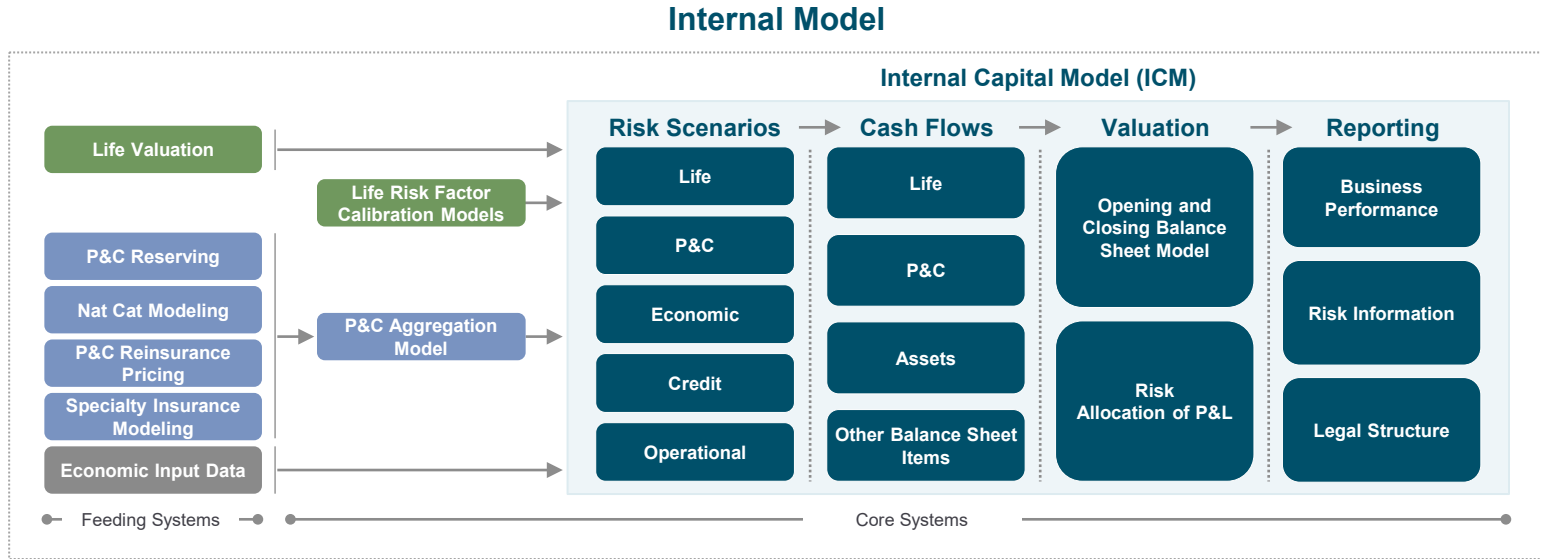 Internal Model
Internal Capital Model (ICM)
Life Valuation
Life Risk Factor
Calibration Models
P&C Reserving
Nat Cat Modeling
P&C Reinsurance
Pricing
Specialty Insurance
Modeling
Economic Input Data
P&C Aggregation
Model
Risk Scenarios
Life
P&C
Economic
Credit
Operational
Cash Flows
Life
P&C
Assets
Other Balance Sheet
Items
Valuation
Opening and
Closing Balance
Sheet Model
Risk
Allocation of P&L
Reporting
Business
Performance
Risk Information
Legal Structure
Feeding Systems
Core Systems